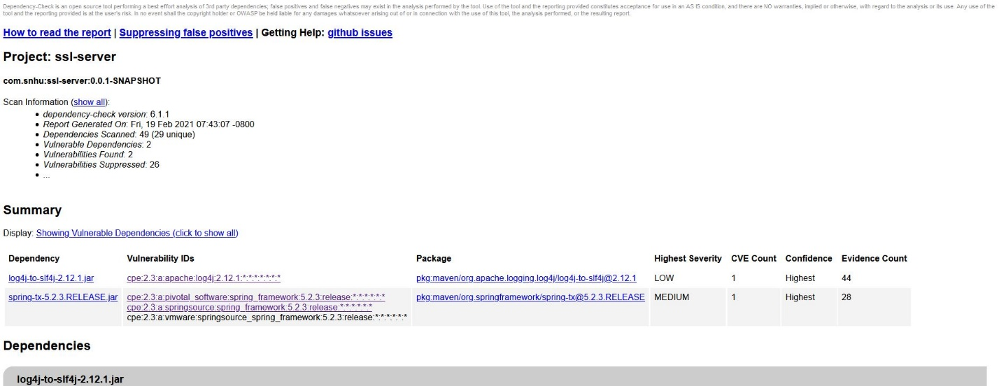 Dependency-Check is an open source tool performing a best effort analysis of 3rd party dependencies; false positives and false negatives may exist in the analysis performed by the tool. Use of the tool and the reporting provided constitutes acceptance for use in an AS IS condition, and there are NO warranties, implied or otherwise, with regard to the analysis or its use. Any use of the
tool and the reporting provided is at the user's risk. In no event shall the copyright holder or OWASP be held liable for any damages whatsoever arising out of or in connection with the use of this tool, the analysis performed, or the resulting report.
How to read the report | Suppressing false positives | Getting Help: github issues
Project: ssl-server
com.snhu:ssl-server:0.0.1-SNAPSHOT
Scan Information (show all):
• dependency-check version: 6.1.1
• Report Generated On: Fri, 19 Feb 2021 07:43:07 -0800
• Dependencies Scanned: 49 (29 unique)
• Vulnerable Dependencies: 2
• Vulnerabilities Found: 2
• Vulnerabilities Suppressed: 26
• ...
Summary
Display: Showing Vulnerable Dependencies (click to show all)
Dependency Vulnerability IDs Package Highest Severity CVE Count Confidence Evidence Count
log4j-to-slf4j-2.12.1.jar cpe:2.3:a:apache:log4j:2.12.1:*:*:*:*:*:*:* pkg:maven/org.apache.logging.log4j/log4j-to-slf4j@2.12.1 LOW 1 Highest 44
spring-tx-5.2.3.RELEASE.jar cpe:2.3:a:pivotal_software:spring_framework:5.2.3:release:*:*:*:*:*:* pkg:maven/org.springframework/spring-tx@5.2.3.RELEASE MEDIUM 1 Highest 28
cpe:2.3:a:springsource:spring_framework:5.2.3:release:*:*:*:*:*:*
cpe:2.3:a:vmware:springsource_spring_framework:5.2.3:release:*:*:*:*:*:*
Dependencies
log4j-to-slf4j-2.12.1.jar